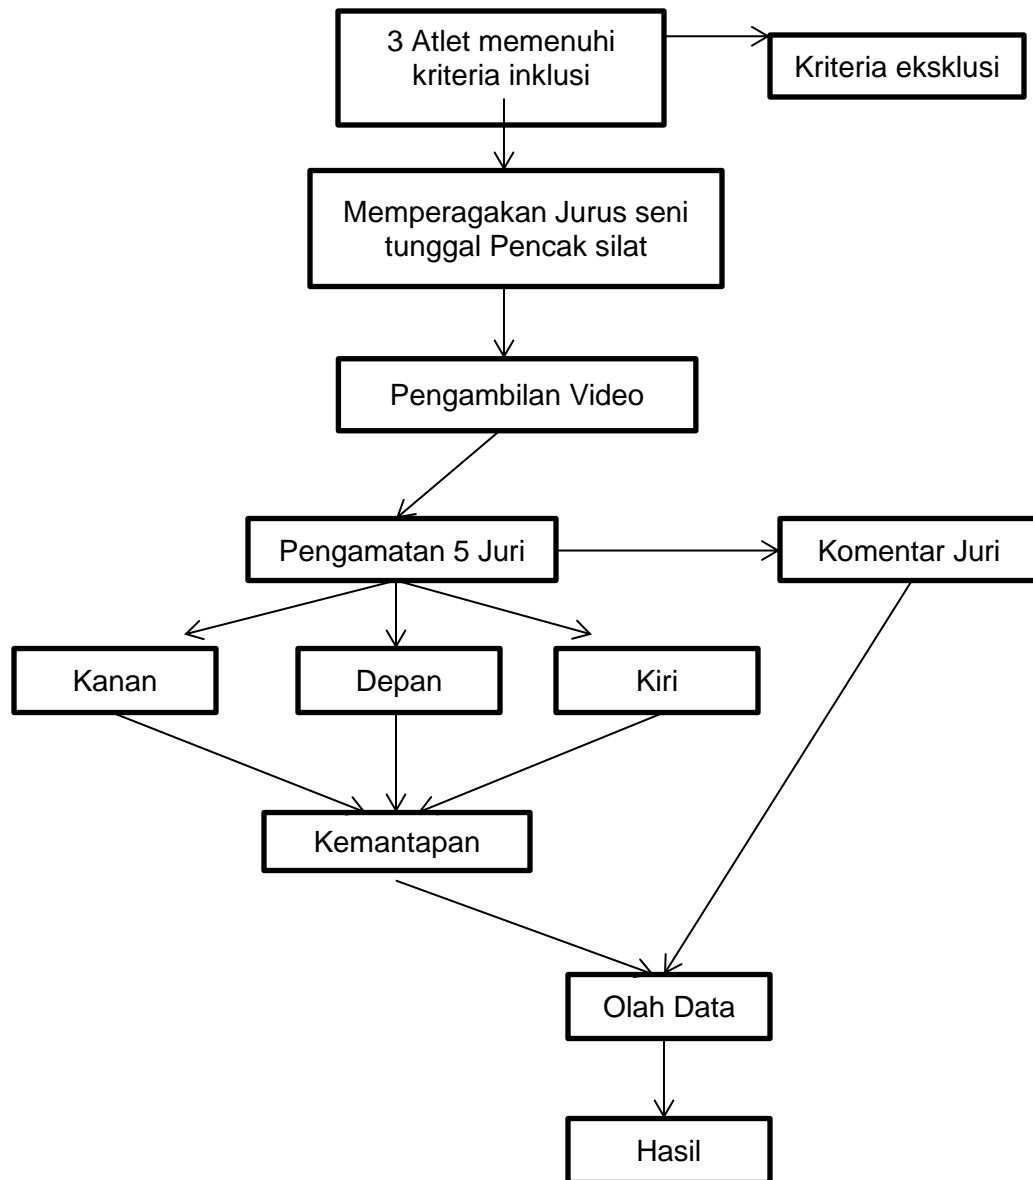 3 Atlet memenuhi
kriteria inklusi
Kriteria eksklusi
Memperagakan Jurus seni
tunggal Pencak silat
Pengambilan Video
Pengamatan 5 Juri
Komentar Juri
Kanan
Depan
Kiri
Kemantapan
Olah Data
Hasil